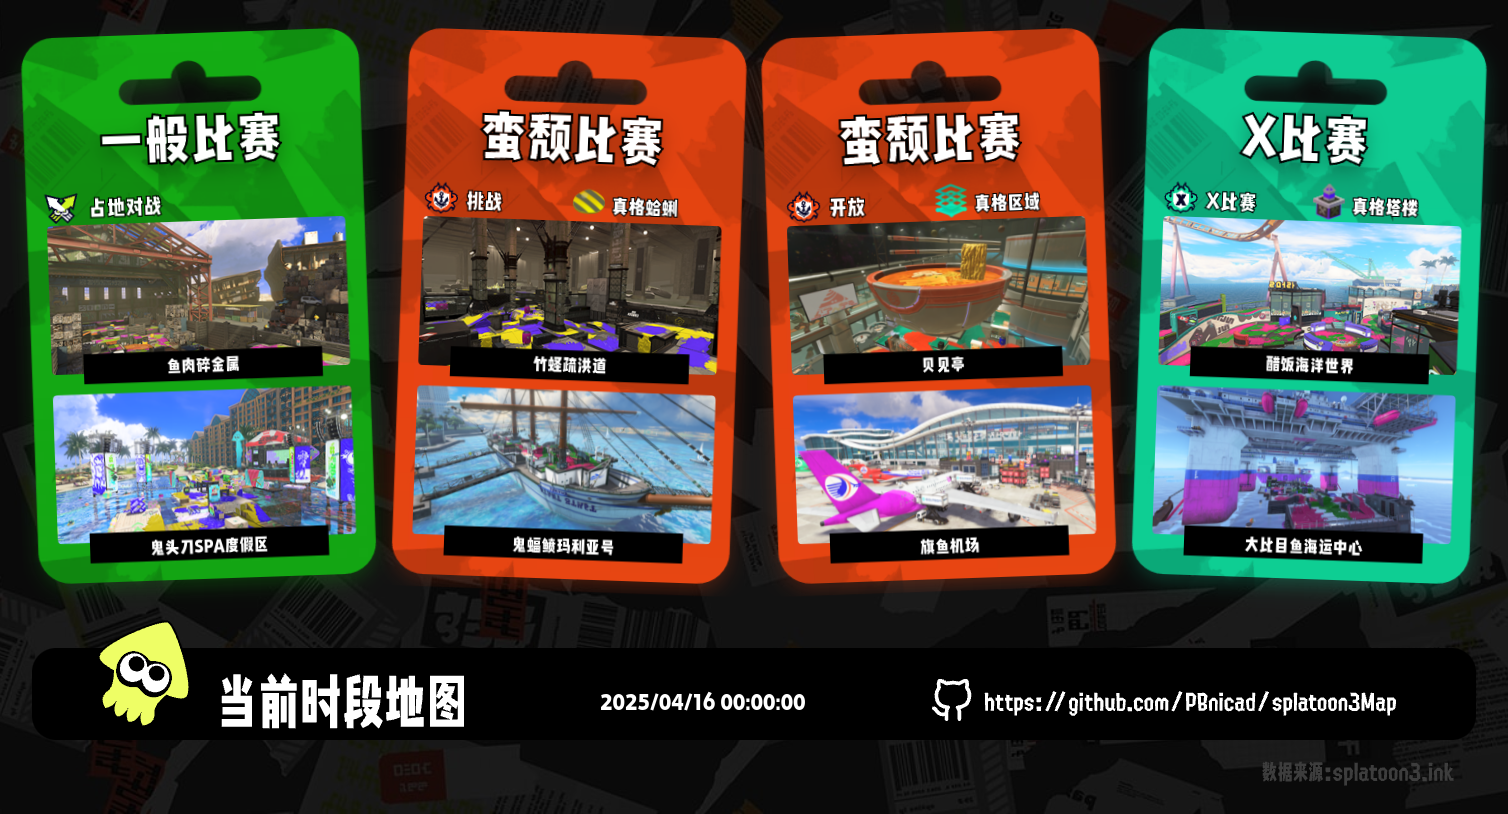 一般比赛
占地对战
鱼肉碎金属
鬼头刀SPA度假区
蛮颓比赛
挑战
真格蛤蜊
竹蛏疏洪道
鬼蝠鲼玛利亚号
蛮颓比赛
开放
真格区域
贝见亭
旗鱼机场
X比赛
X比赛
真格塔楼
醋饭海洋世界
大比目鱼海运中心
当前时段地图
2025/04/16 00:00:00
https://github.com/PBnicad/splatoon3Map
数据来源:splatoon3.ink